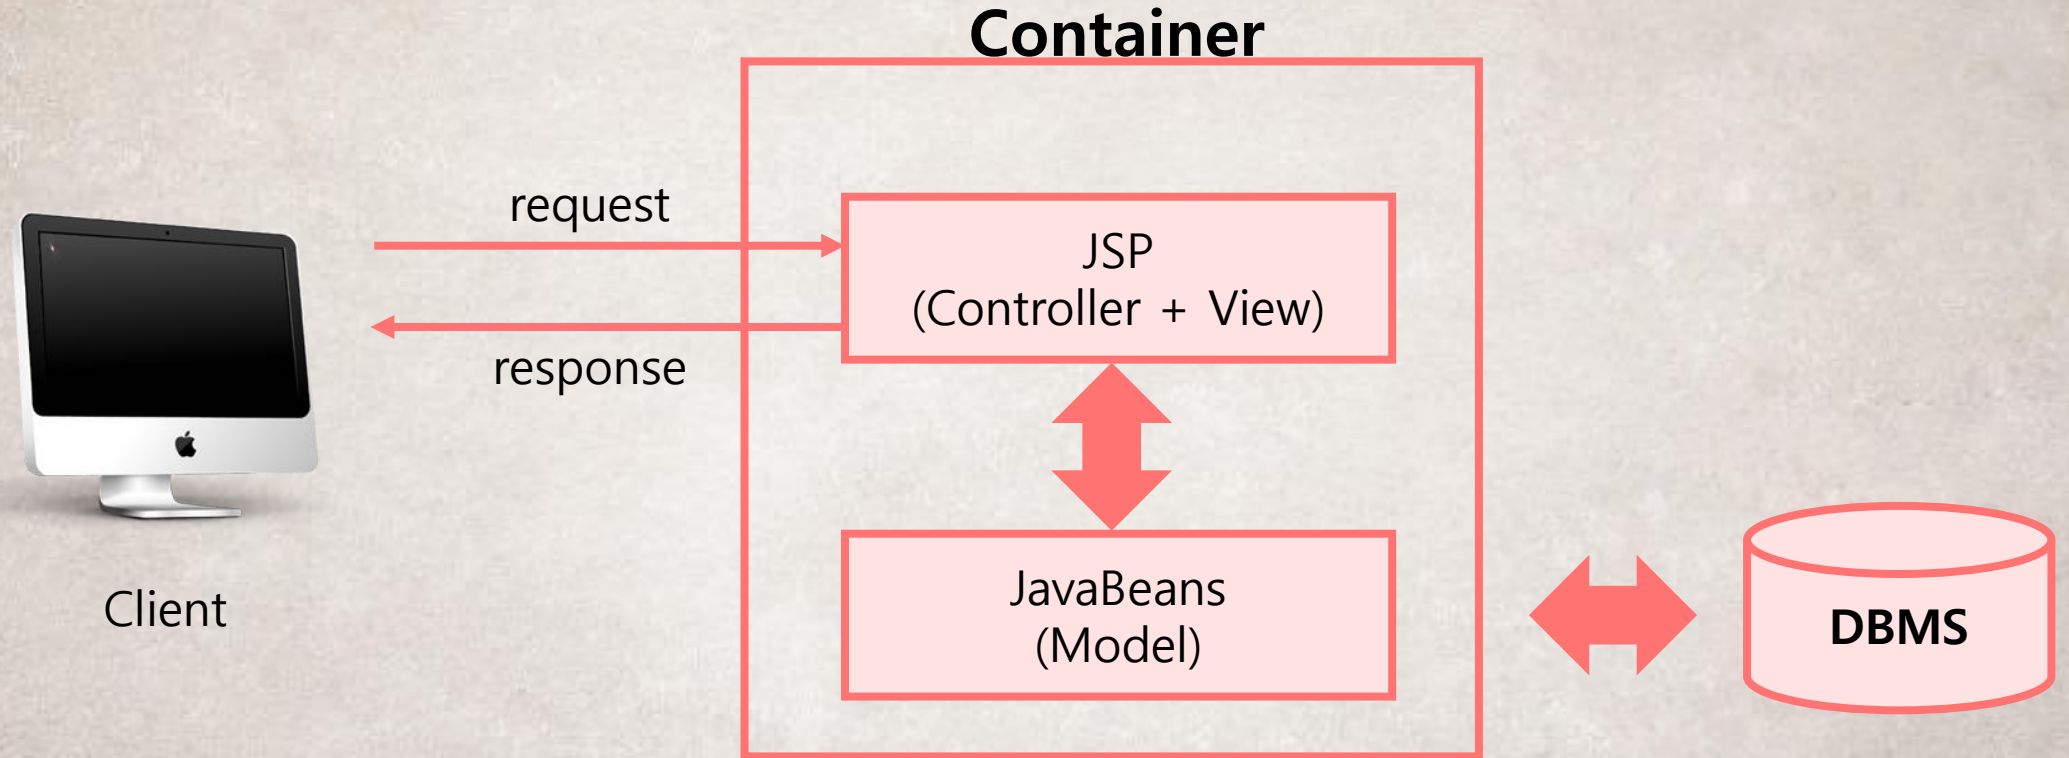 Container
request
JSP
(Controller + View)
response
JavaBeans
(Model)
Client
DBMS